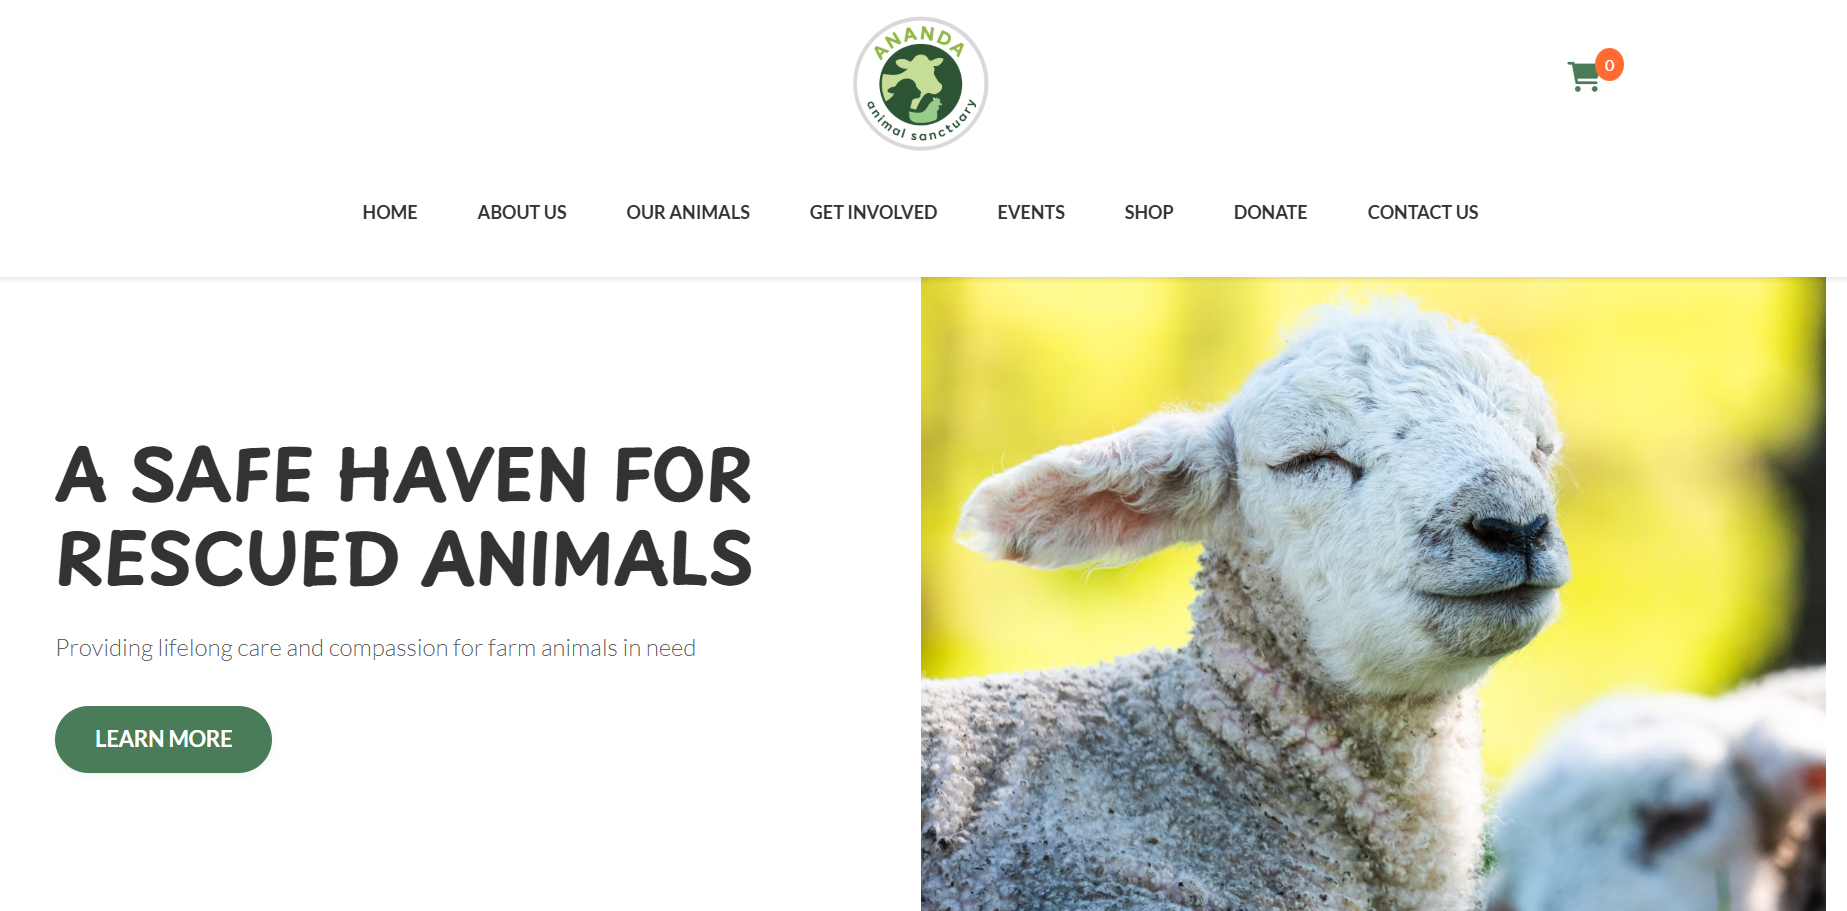 ANANDA
animal sanctuary
0
HOME ABOUT US OUR ANIMALS GET INVOLVED EVENTS SHOP DONATE CONTACT US
A SAFE HAVEN FOR
RESCUED ANIMALS
Providing lifelong care and compassion for farm animals in need
LEARN MORE